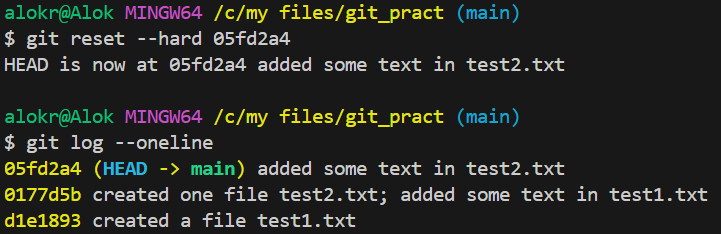 alokr@Alok MINGW64 /c/my files/git_pract (main)
$ git reset --hard 05fd2a4
HEAD is now at 05fd2a4 added some text in test2.txt
alokr@Alok MINGW64 /c/my files/git_pract (main)
$ git log --oneline
05fd2a4 (HEAD -> main) added some text in test2.txt
0177d5b created one file test2.txt; added some text in test1.txt
d1e1893 created a file test1.txt